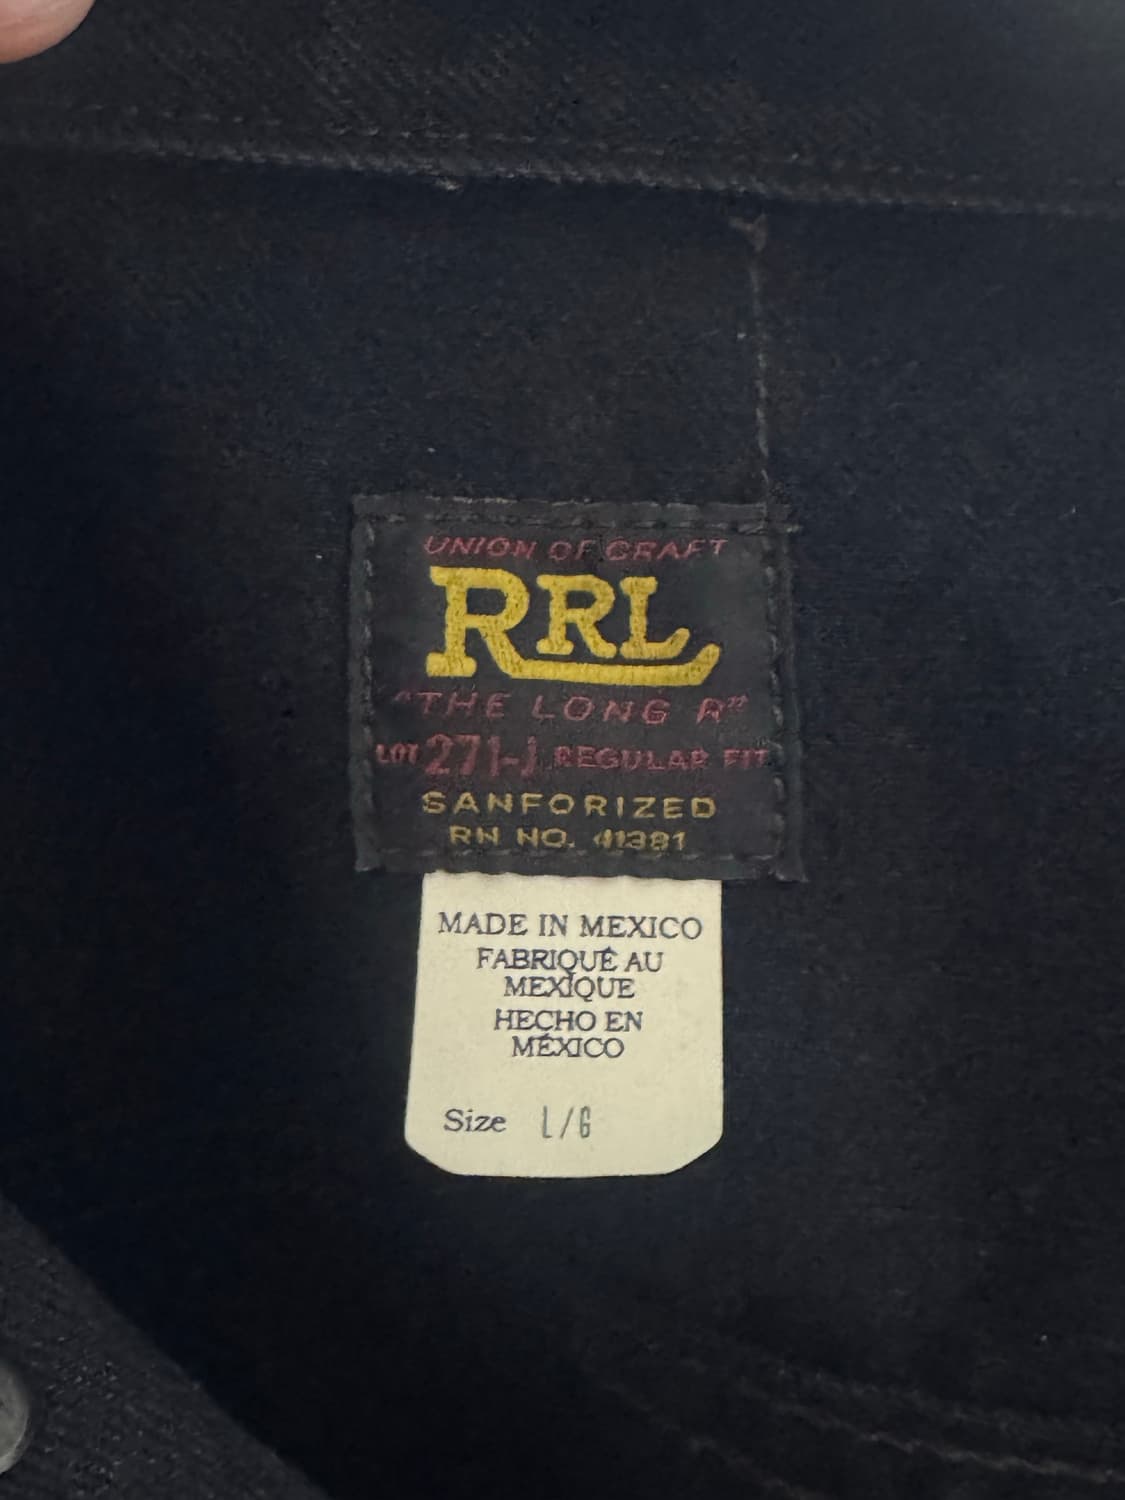 UNION OF CRAFT
RRL
"THE LONG R"
LOT 271-J REGULAR FIT
SANFORIZED
RN NO. 41381
MADE IN MEXICO
FABRIQUÉ AU
MEXIQUE
HECHO EN
MÉXICO
Size L/G